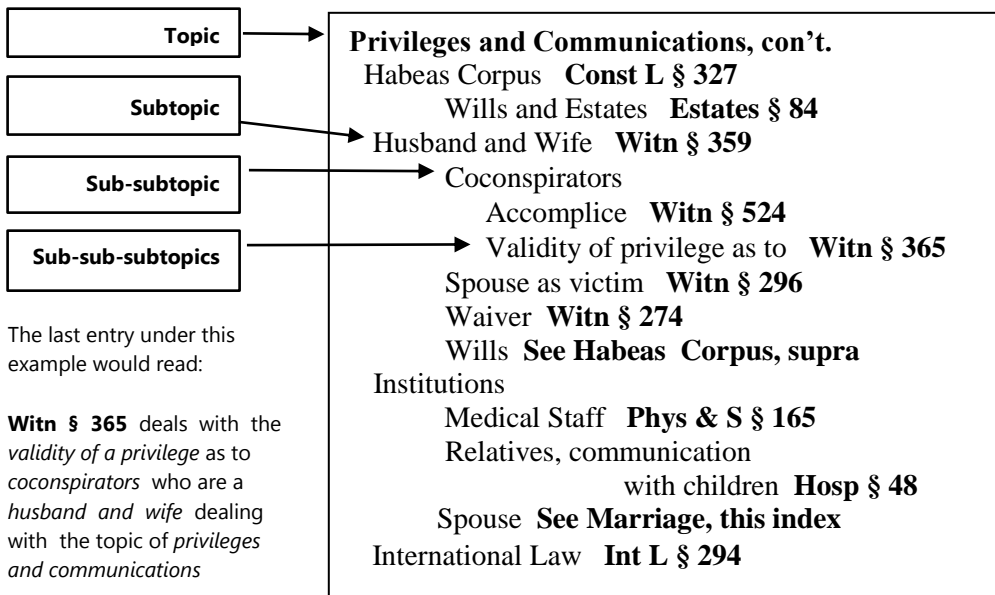 Topic
Subtopic
Sub-subtopic
Sub-sub-subtopics
The last entry under this
example would read:
Witn § 365 deals with the
validity of a privilege as to
coconspirators who are a
husband and wife dealing
with the topic of privileges
and communications
Privileges and Communications, con't.
Habeas Corpus Const L § 327
Wills and Estates Estates § 84
Husband and Wife Witn § 359
Coconspirators
Accomplice Witn § 524
Validity of privilege as to Witn § 365
Spouse as victim Witn § 296
Waiver Witn § 274
Wills See Habeas Corpus, supra
Institutions
Medical Staff Phys & S § 165
Relatives, communication
with children Hosp § 48
Spouse See Marriage, this index
International Law Int L § 294